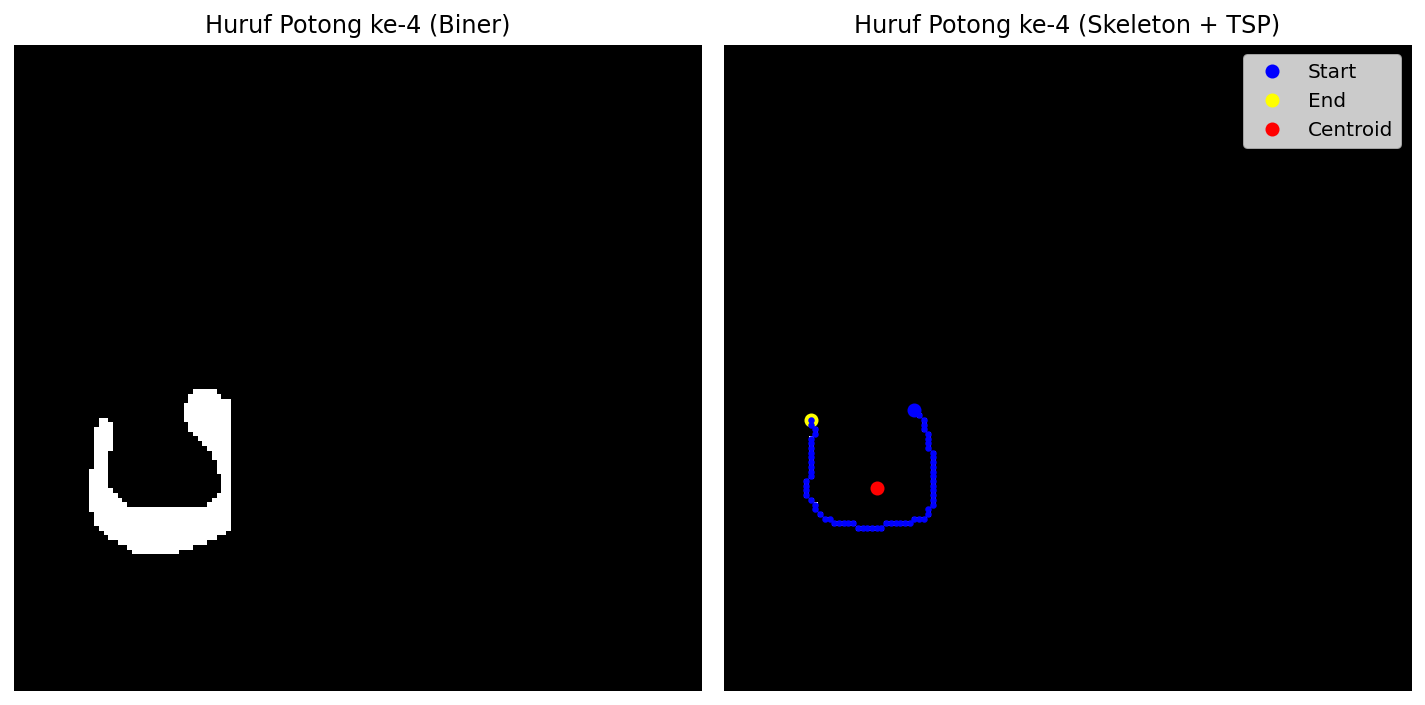 Huruf Potong ke-4 (Biner)
Huruf Potong ke-4 (Skeleton + TSP)
Start
End
Centroid